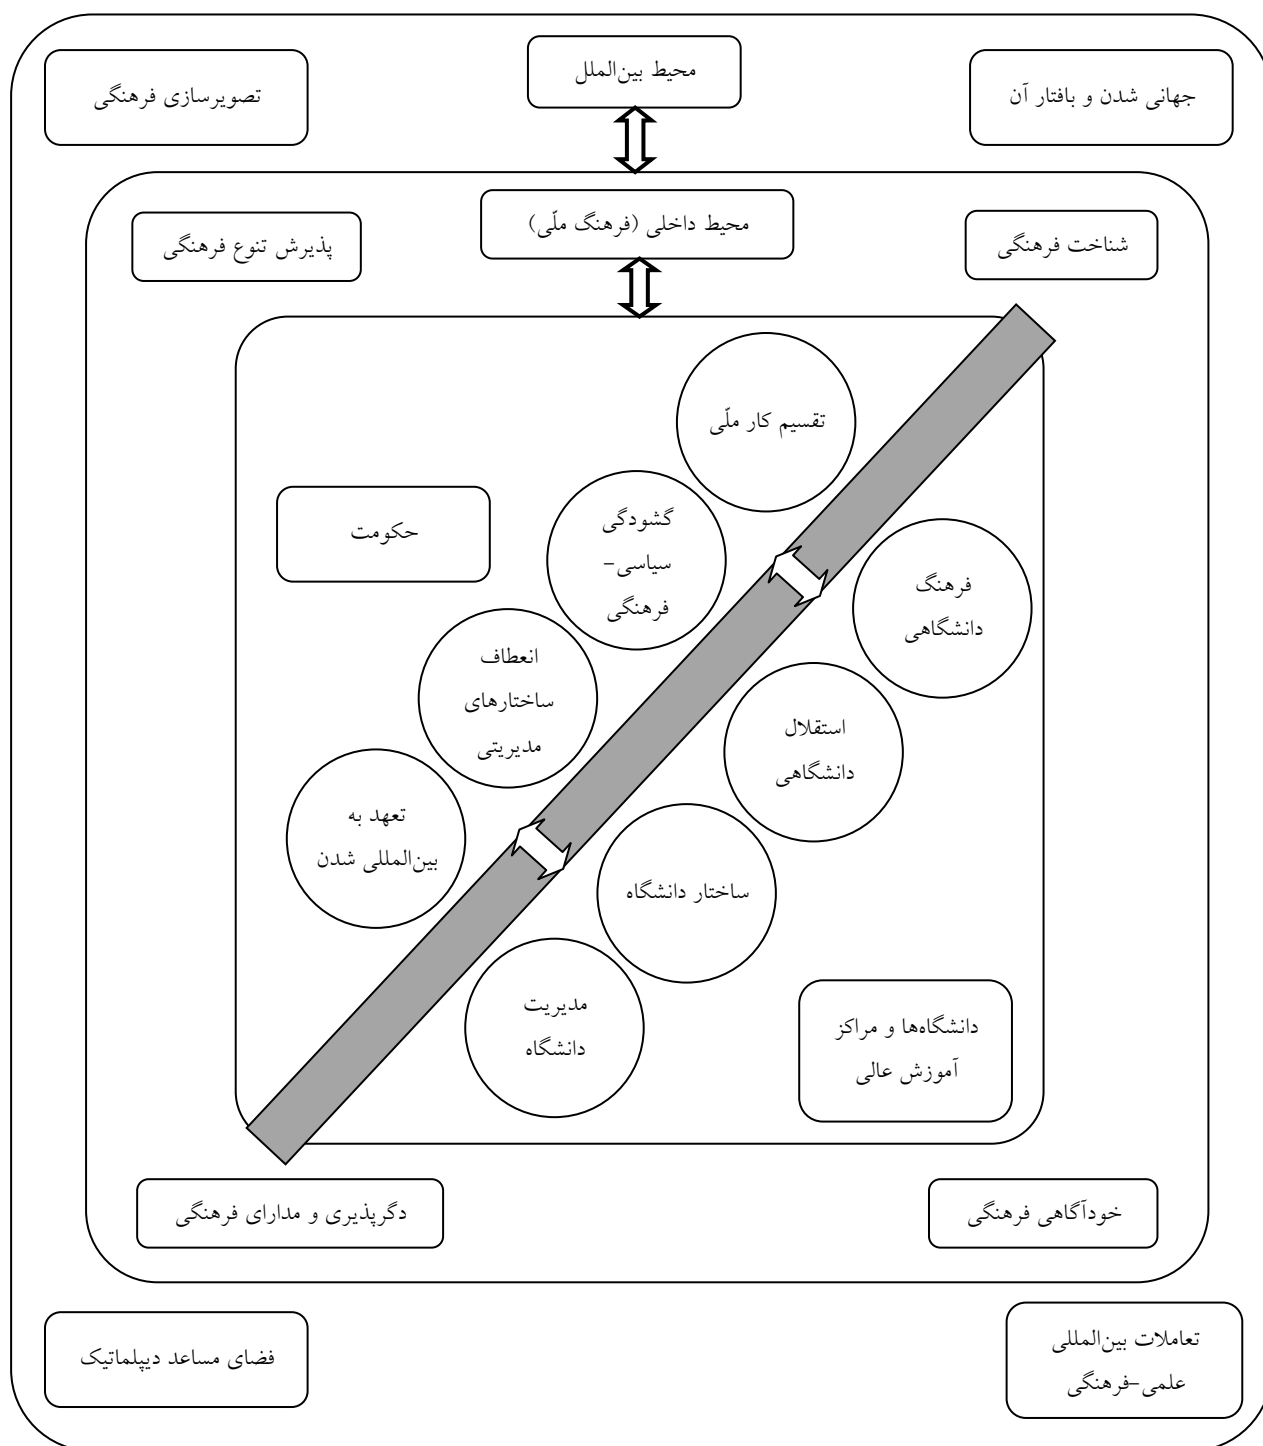 محیط بین‌الملل
جهانی شدن و بافتار آن
تصویرسازی فرهنگی
محیط داخلی (فرهنگ ملّی)
شناخت فرهنگی
پذیرش تنوع فرهنگی
تقسیم کار ملّی
گشودگی
سیاسی-
فرهنگی
حکومت
فرهنگ
دانشگاهی
انعطاف
ساختارهای
مدیریتی
استقلال
دانشگاهی
تعهد به
بین‌المللی شدن
ساختار دانشگاه
مدیریت
دانشگاه
دانشگاه‌ها و مراکز
آموزش عالی
خودآگاهی فرهنگی
دگرپذیری و مدارای فرهنگی
تعاملات بین‌المللی
علمی-فرهنگی
فضای مساعد دیپلماتیک